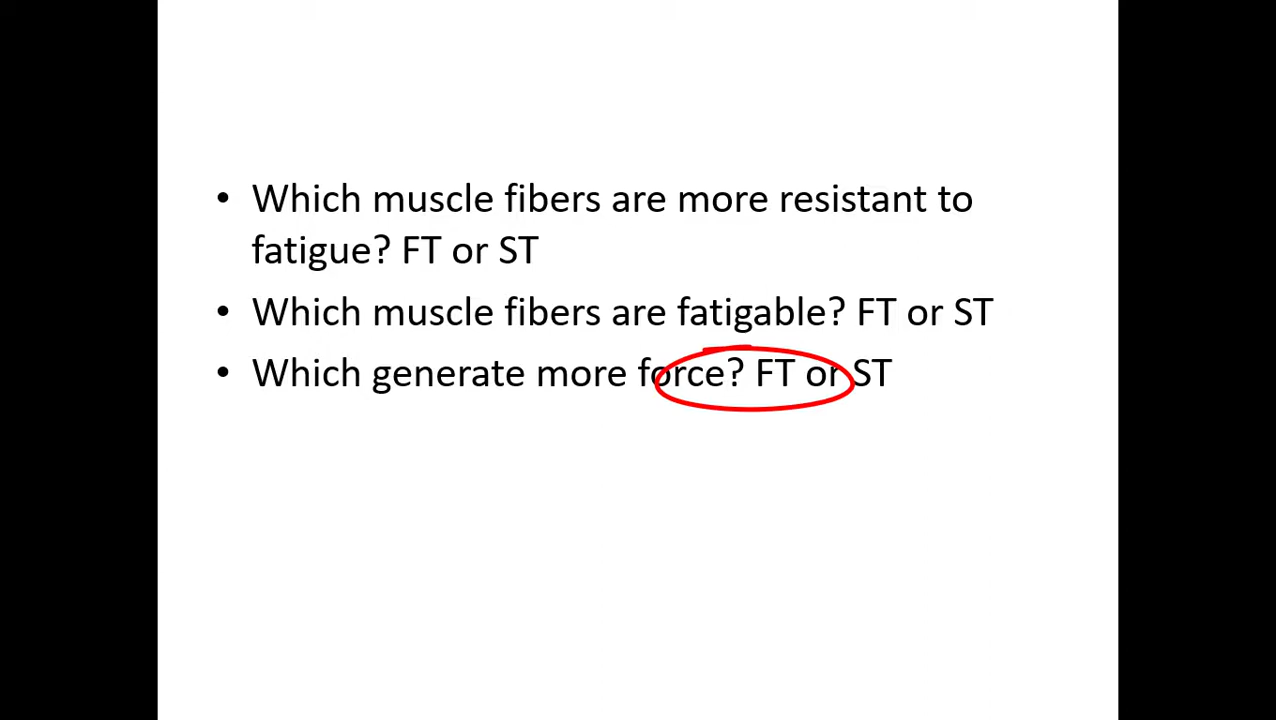 • Which muscle fibers are more resistant to
fatigue? FT or ST
• Which muscle fibers are fatigable? FT or ST
• Which generate more force? FT or ST